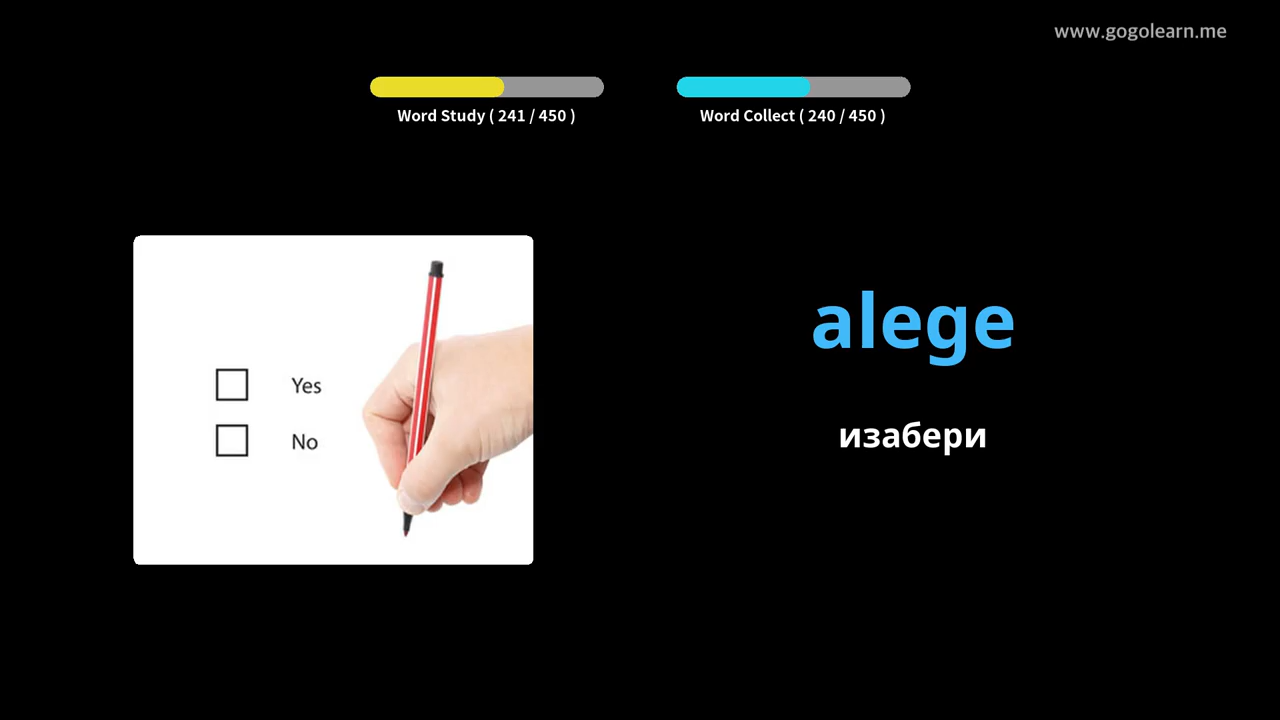 www.gogolearn.me
Word Study ( 241 / 450 )
Word Collect ( 240 / 450 )
Yes
No
alege
изабери